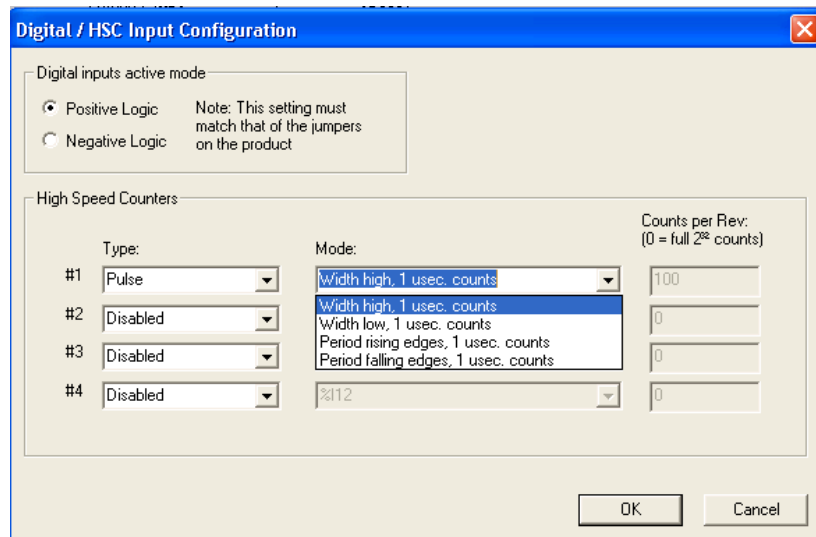 Digital / HSC Input Configuration
Digital inputs active mode
Positive Logic
Negative Logic
Note: This setting must
match that of the jumpers
on the product
High Speed Counters
Type:
Mode:
Counts per Rev:
(0 = full 2³² counts)
#1
Pulse
Width high, 1 usec. counts
100
Width high, 1 usec. counts
Width low, 1 usec. counts
Period rising edges, 1 usec. counts
Period falling edges, 1 usec. counts
#2
Disabled
0
#3
Disabled
0
#4
Disabled
%I12
0
OK
Cancel